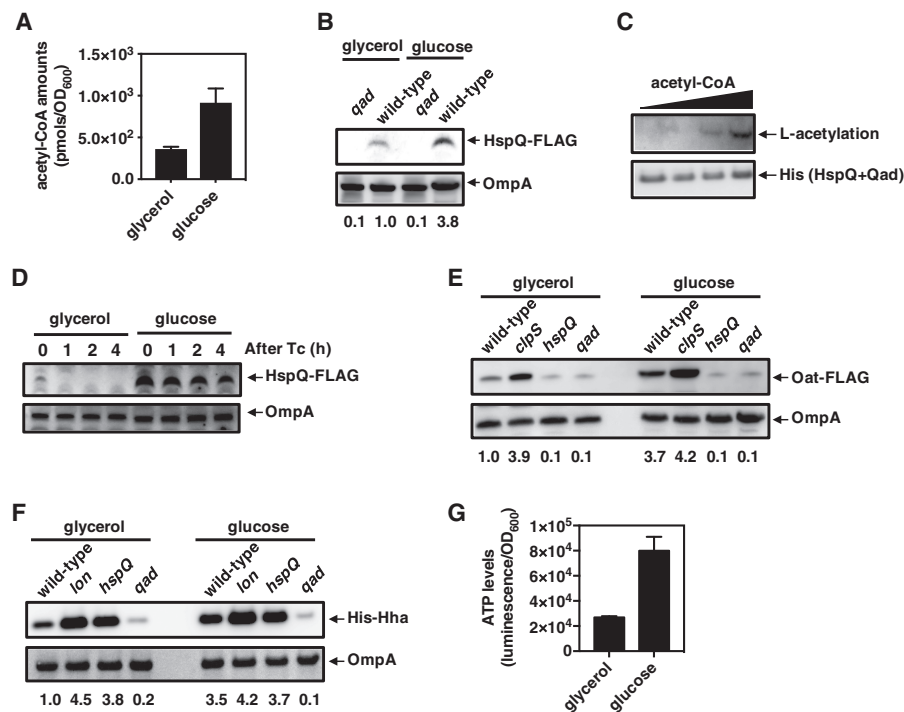 A
acetyl-CoA amounts
(pmols/OD600)
1.5×10³
1.0×10³
5.0×10²
0.0
glycerol
glucose
B
glycerol glucose
qad
wild-type
qad
wild-type
HspQ-FLAG
OmpA
0.1 1.0 0.1 3.8
C
acetyl-CoA
L-acetylation
His (HspQ+Qad)
D
glycerol glucose
0 1 2 4 0 1 2 4 After Tc (h)
HspQ-FLAG
OmpA
E
glycerol glucose
wild-type
clpS
hspQ
qad
wild-type
clpS
hspQ
qad
Oat-FLAG
OmpA
1.0 3.9 0.1 0.1 3.7 4.2 0.1 0.1
F
glycerol glucose
wild-type
lon
hspQ
qad
wild-type
lon
hspQ
qad
His-Hha
OmpA
1.0 4.5 3.8 0.2 3.5 4.2 3.7 0.1
G
ATP levels
(luminescence/OD600)
1×10⁵
8×10⁴
6×10⁴
4×10⁴
2×10⁴
0
glycerol
glucose